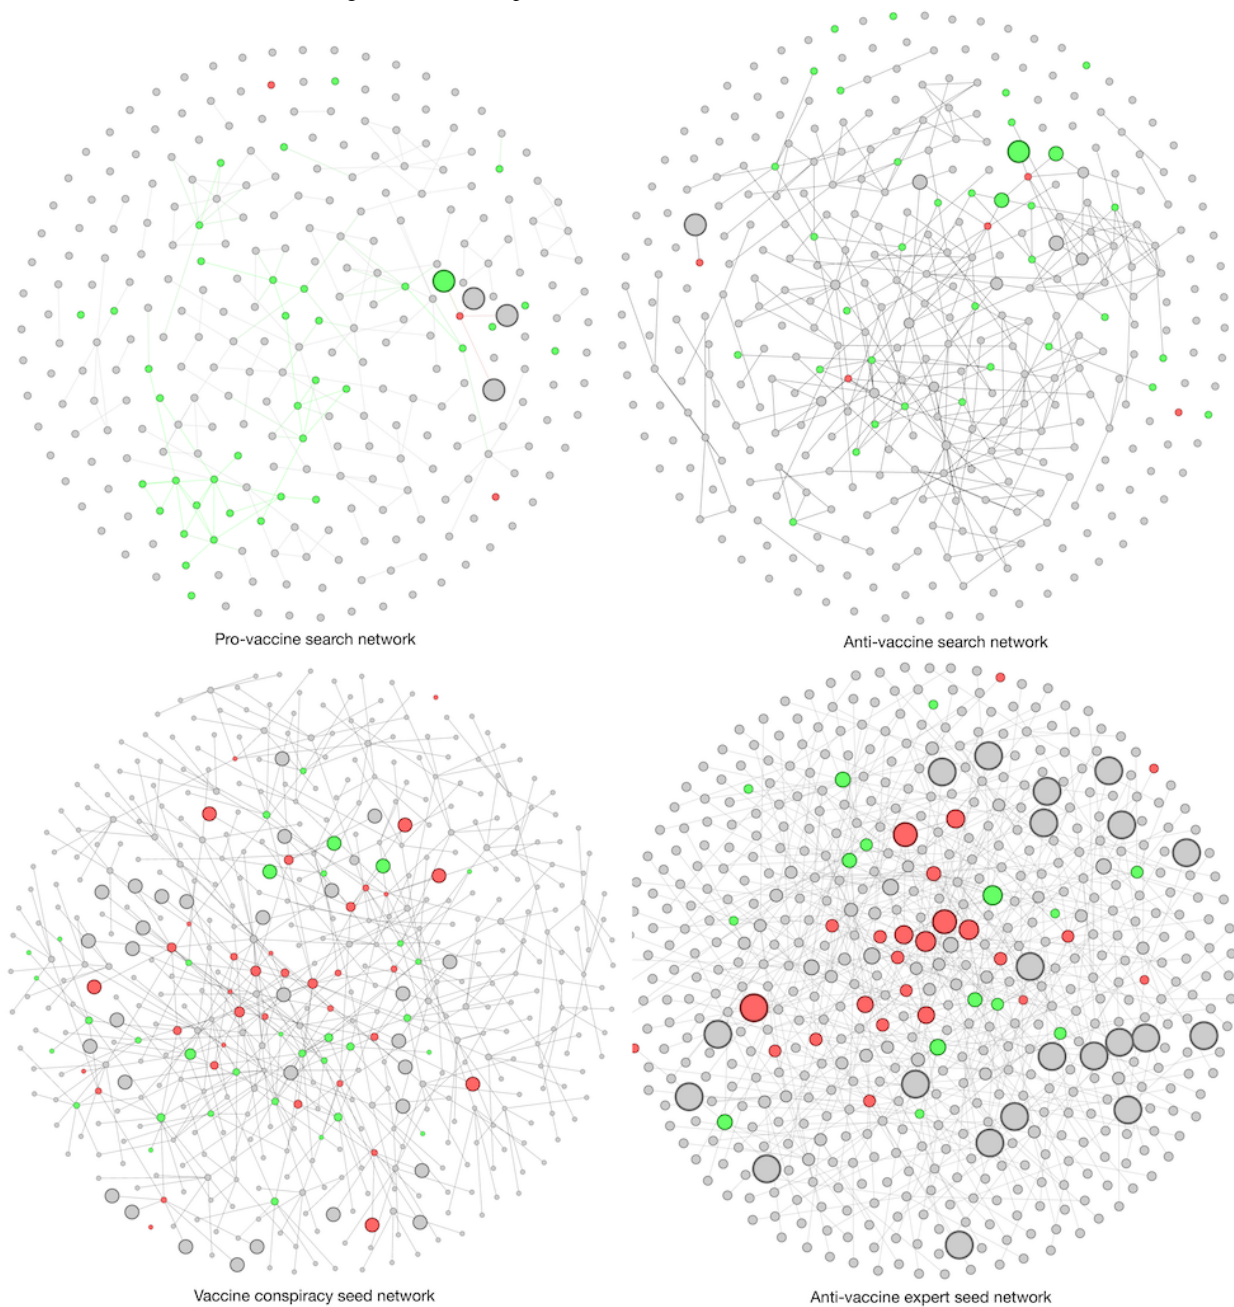 Pro-vaccine search network
Anti-vaccine search network
Vaccine conspiracy seed network
Anti-vaccine expert seed network